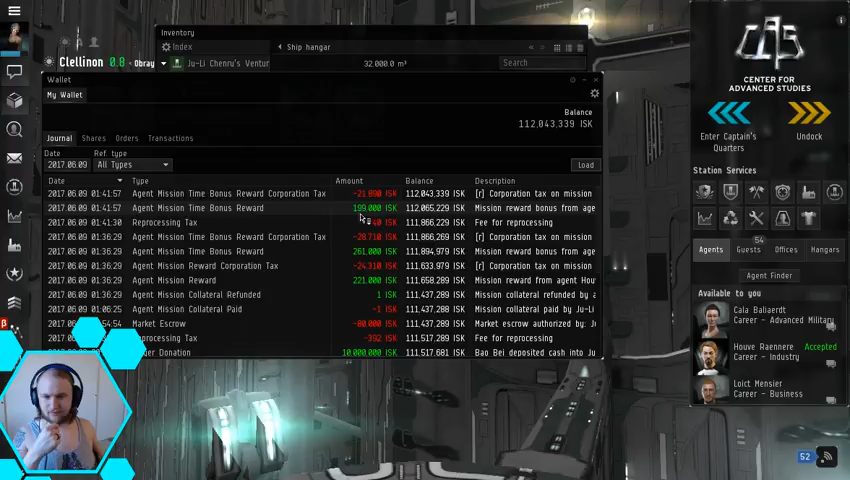 Inventory
Index
Ship hangar
Clellinon 0.8 Obray
Ju-Li Chenru's Ventur
32,000.0 m³
Search
Wallet
My Wallet
Balance
112,043,339 ISK
Journal Shares Orders Transactions
Date Ref. type
2017.06.09 All Types Load
Date Type Amount Balance Description
2017.06.09 01:41:57 Agent Mission Time Bonus Reward Corporation Tax -21 890 ISK 112,043,339 ISK [r] Corporation tax on mission
2017.06.09 01:41:57 Agent Mission Time Bonus Reward 199,000 ISK 112,065,229 ISK Mission reward bonus from age
2017.06.09 01:41:30 Reprocessing Tax ISK 111,866,229 ISK Fee for reprocessing
2017.06.09 01:36:29 Agent Mission Time Bonus Reward Corporation Tax -28 710 ISK 111,866,269 ISK [r] Corporation tax on mission
2017.06.09 01:36:29 Agent Mission Time Bonus Reward 261,000 ISK 111,894,979 ISK Mission reward bonus from age
2017.06.09 01:36:29 Agent Mission Reward Corporation Tax -24,310 ISK 111,633,979 ISK [r] Corporation tax on mission
2017.06.09 01:36:29 Agent Mission Reward 221,000 ISK 111,658,289 ISK Mission reward from agent Hou
2017.06.09 01:36:29 Agent Mission Collateral Refunded 1 ISK 111,437,289 ISK Mission collateral refunded by a
2017.06.09 01:06:25 Agent Mission Collateral Paid -1 ISK 111,437,288 ISK Mission collateral paid by Ju-Li
54:54 Market Escrow -80,000 ISK 111,437,289 ISK Market escrow authorized by: Ju
Reprocessing Tax -392 ISK 111,517,289 ISK Fee for reprocessing
Donation 10,000,000 ISK 111,517,681 ISK Bao Bei deposited cash into Ju
CAS
CENTER FOR
ADVANCED STUDIES
Enter Captain's
Quarters
Undock
Station Services
54
Agents Guests Offices Hangars
Agent Finder
Available to you
Cala Baliaerdt
Career - Advanced Military
Houve Raennere Accepted
Career - Industry
Loict Mensier
Career - Business
52
β